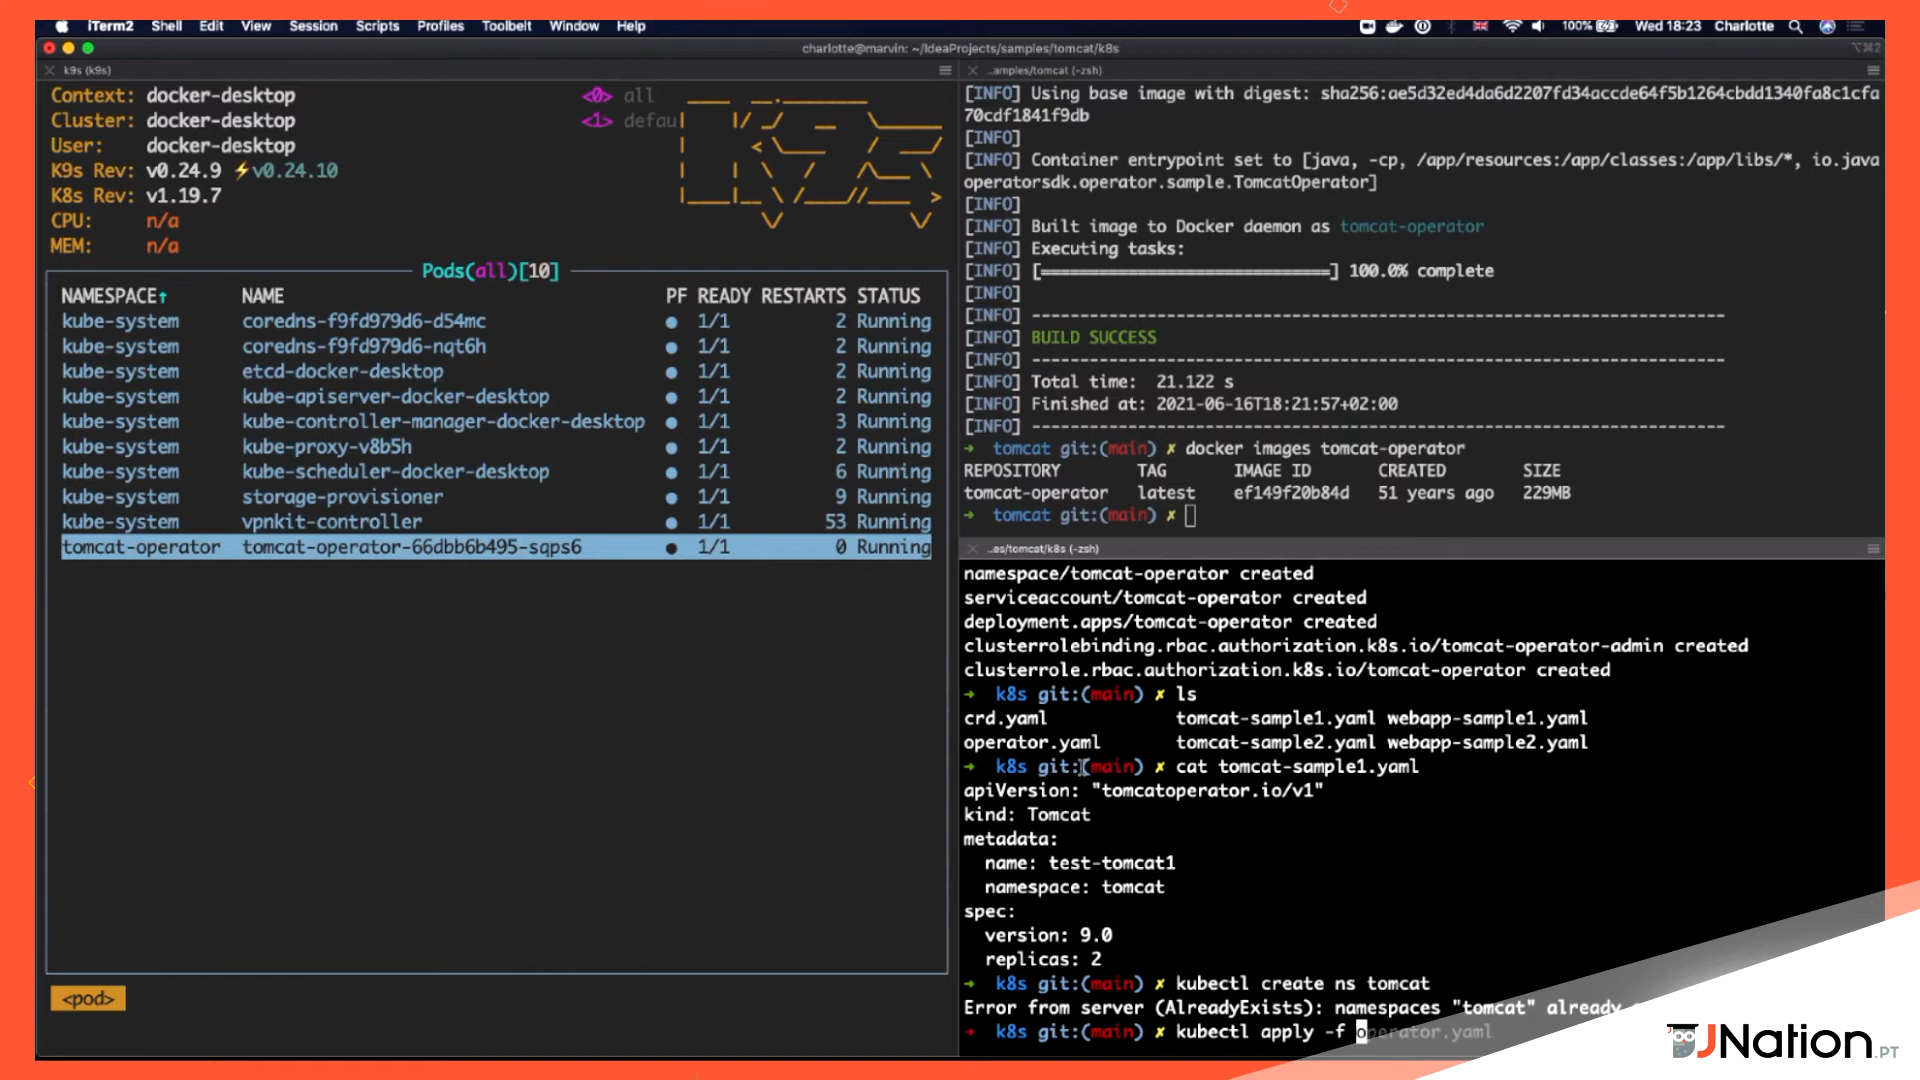 iTerm2 Shell Edit View Session Scripts Profiles Toolbelt Window Help 100% Wed 18:23 Charlotte
charlotte@marvin: ~/IdeaProjects/samples/tomcat/k8s
k9s (k9s)
Context: docker-desktop <0> all
Cluster: docker-desktop <1> defau
User: docker-desktop
K9s Rev: v0.24.9 ⚡v0.24.10
K8s Rev: v1.19.7
CPU: n/a
MEM: n/a
Pods(all)[10]
NAMESPACE↑ NAME PF READY RESTARTS STATUS
kube-system coredns-f9fd979d6-d54mc ● 1/1 2 Running
kube-system coredns-f9fd979d6-nqt6h ● 1/1 2 Running
kube-system etcd-docker-desktop ● 1/1 2 Running
kube-system kube-apiserver-docker-desktop ● 1/1 2 Running
kube-system kube-controller-manager-docker-desktop ● 1/1 3 Running
kube-system kube-proxy-v8b5h ● 1/1 2 Running
kube-system kube-scheduler-docker-desktop ● 1/1 6 Running
kube-system storage-provisioner ● 1/1 9 Running
kube-system vpnkit-controller ● 1/1 53 Running
tomcat-operator tomcat-operator-66dbb6b495-sqps6 ● 1/1 0 Running
<pod>
..amples/tomcat (-zsh)
[INFO] Using base image with digest: sha256:ae5d32ed4da6d2207fd34accde64f5b1264cbdd1340fa8c1cfa
70cdf1841f9db
[INFO]
[INFO] Container entrypoint set to [java, -cp, /app/resources:/app/classes:/app/libs/*, io.java
operatorsdk.operator.sample.TomcatOperator]
[INFO]
[INFO] Built image to Docker daemon as tomcat-operator
[INFO] Executing tasks:
[INFO] [==============================] 100.0% complete
[INFO]
[INFO] ------------------------------------------------------------------------
[INFO] BUILD SUCCESS
[INFO] ------------------------------------------------------------------------
[INFO] Total time:  21.122 s
[INFO] Finished at: 2021-06-16T18:21:57+02:00
[INFO] ------------------------------------------------------------------------
➜ tomcat git:(main) ✗ docker images tomcat-operator
REPOSITORY TAG IMAGE ID CREATED SIZE
tomcat-operator latest ef149f20b84d 51 years ago 229MB
➜ tomcat git:(main) ✗
..es/tomcat/k8s (-zsh)
namespace/tomcat-operator created
serviceaccount/tomcat-operator created
deployment.apps/tomcat-operator created
clusterrolebinding.rbac.authorization.k8s.io/tomcat-operator-admin created
clusterrole.rbac.authorization.k8s.io/tomcat-operator created
➜ k8s git:(main) ✗ ls
crd.yaml tomcat-sample1.yaml webapp-sample1.yaml
operator.yaml tomcat-sample2.yaml webapp-sample2.yaml
➜ k8s git:(main) ✗ cat tomcat-sample1.yaml
apiVersion: "tomcatoperator.io/v1"
kind: Tomcat
metadata:
  name: test-tomcat1
  namespace: tomcat
spec:
  version: 9.0
  replicas: 2
➜ k8s git:(main) ✗ kubectl create ns tomcat
Error from server (AlreadyExists): namespaces "tomcat" already
➜ k8s git:(main) ✗ kubectl apply -f operator.yaml
JNation.PT